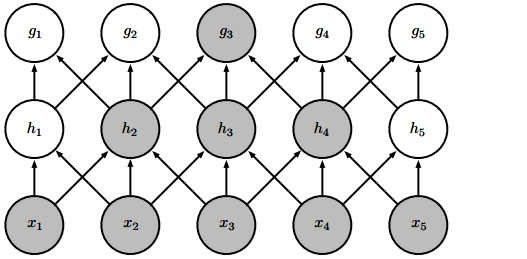 g₁ g₂ g₃ g₄ g₅
h₁ h₂ h₃ h₄ h₅
x₁ x₂ x₃ x₄ x₅